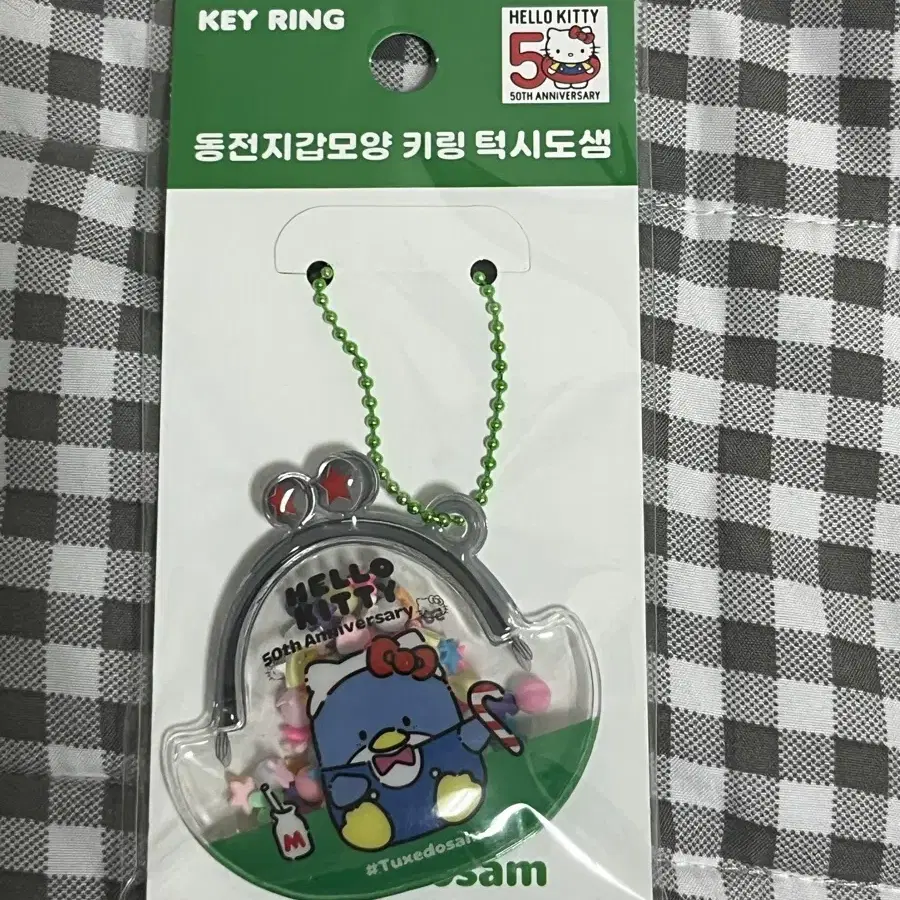 KEY RING
HELLO KITTY
50
50TH ANNIVERSARY
동전지갑모양 키링 턱시도샘
HELLO
KITTY
50th Anniversary
M
#Tuxedosam
osam